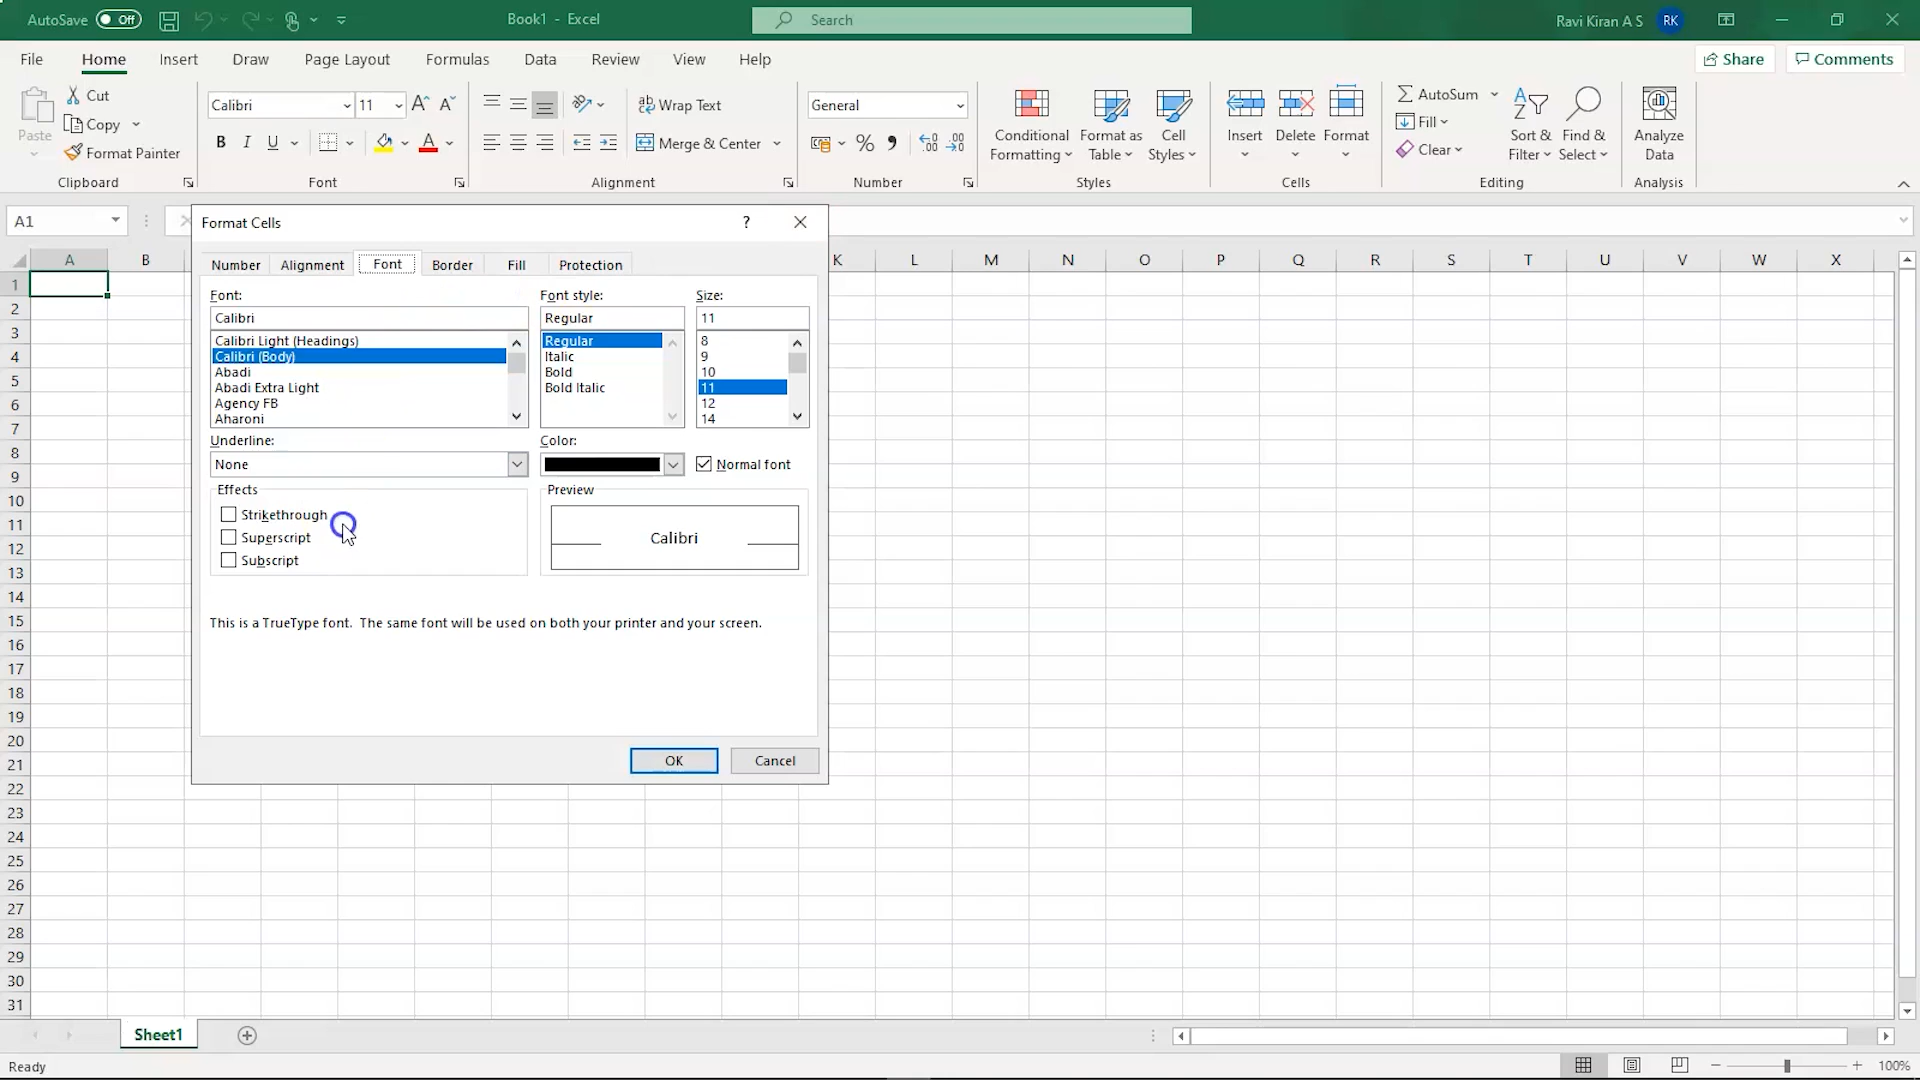 AutoSave Off Book1 - Excel Search Ravi Kiran A S RK
File Home Insert Draw Page Layout Formulas Data Review View Help Share Comments
Paste Cut Copy Format Painter Clipboard
Calibri 11 A A B I U A Font
ab Wrap Text Merge & Center Alignment
General % Number
Conditional Formatting Format as Table Cell Styles Styles
Insert Delete Format Cells
AutoSum Fill Clear Sort & Filter Find & Select Editing
Analyze Data Analysis
A1
Format Cells ?
Number Alignment Font Border Fill Protection
Font: Font style: Size:
Calibri Regular 11
Calibri Light (Headings) Regular 8
Calibri (Body) Italic 9
Abadi Bold 10
Abadi Extra Light Bold Italic 11
Agency FB 12
Aharoni 14
Underline: Color:
None Normal font
Effects Preview
Strikethrough
Superscript Calibri
Subscript
This is a TrueType font. The same font will be used on both your printer and your screen.
OK Cancel
A B K L M N O P Q R S T U V W X
1
2
3
4
5
6
7
8
9
10
11
12
13
14
15
16
17
18
19
20
21
22
23
24
25
26
27
28
29
30
31
Sheet1
Ready 100%